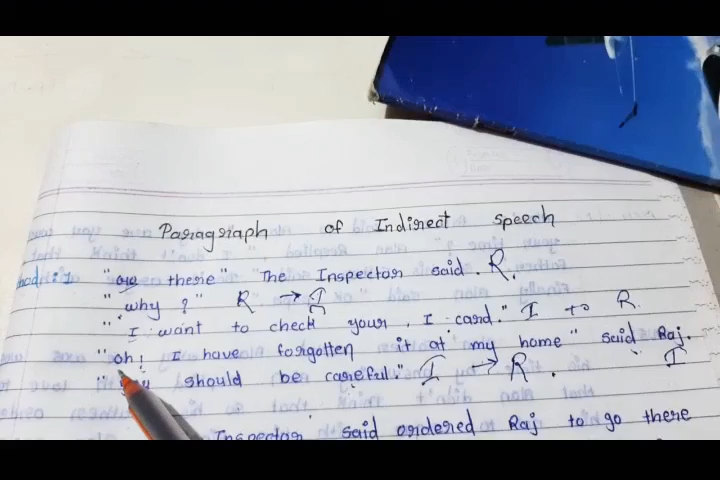 Paragraph of Indirect speech
"Go there" The Inspector said. R.
"why?" R → I
"I want to check your, I card." I to R
"oh! I have forgotten it at my home" said Raj. I
should be careful." I → R.
Inspector said ordered Raj to go there